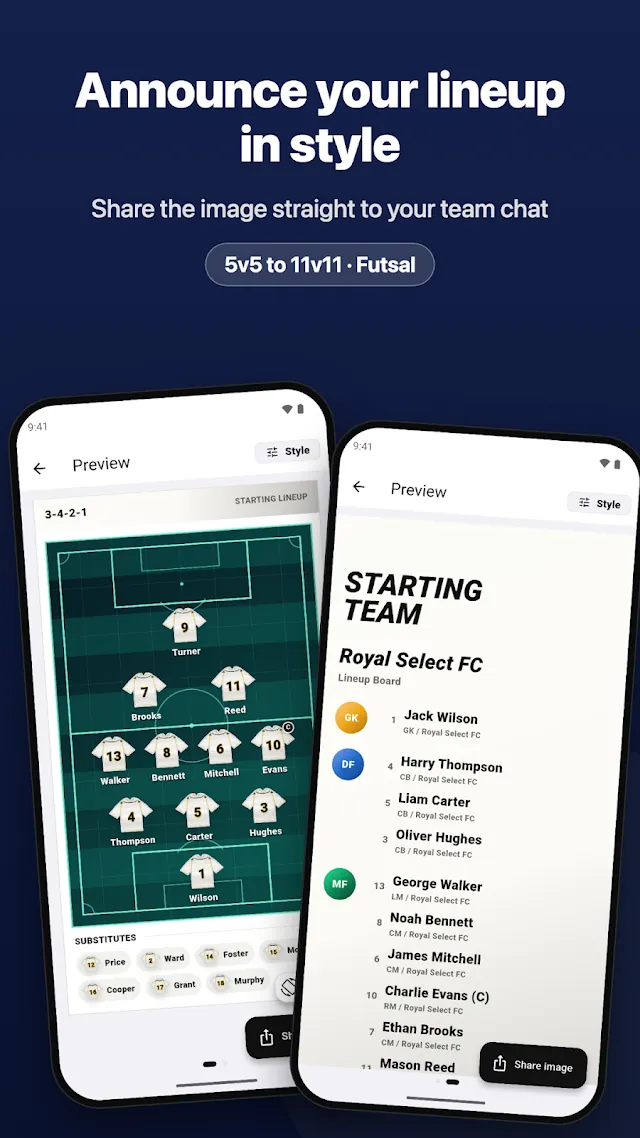 Announce your lineup
in style
Share the image straight to your team chat
5v5 to 11v11 · Futsal
9:41
Preview
Style
3-4-2-1
STARTING LINEUP
9
Turner
7
Brooks
11
Reed
13
Walker
8
Bennett
6
Mitchell
C
10
Evans
4
Thompson
5
Carter
3
Hughes
1
Wilson
SUBSTITUTES
12 Price
2 Ward
14 Foster
15
16 Cooper
17 Grant
18 Murphy
9:41
Preview
Style
STARTING
TEAM
Royal Select FC
Lineup Board
GK
1 Jack Wilson
GK / Royal Select FC
DF
4 Harry Thompson
CB / Royal Select FC
5 Liam Carter
CB / Royal Select FC
3 Oliver Hughes
CB / Royal Select FC
MF
13 George Walker
LM / Royal Select FC
8 Noah Bennett
CM / Royal Select FC
6 James Mitchell
CM / Royal Select FC
10 Charlie Evans (C)
RM / Royal Select FC
7 Ethan Brooks
CM / Royal Select FC
11 Mason Reed
Share image